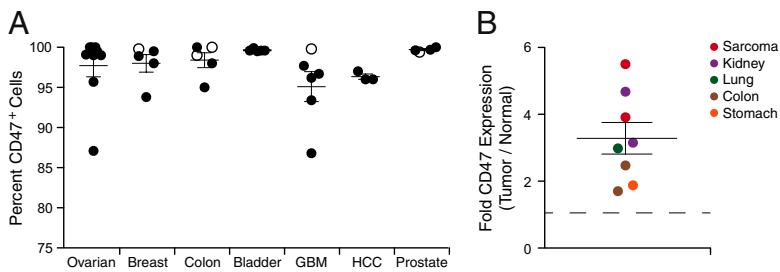 A
Percent CD47+ Cells
100
95
90
85
80
75
Ovarian Breast Colon Bladder GBM HCC Prostate
B
Fold CD47 Expression
(Tumor / Normal)
6
4
2
0
Sarcoma
Kidney
Lung
Colon
Stomach